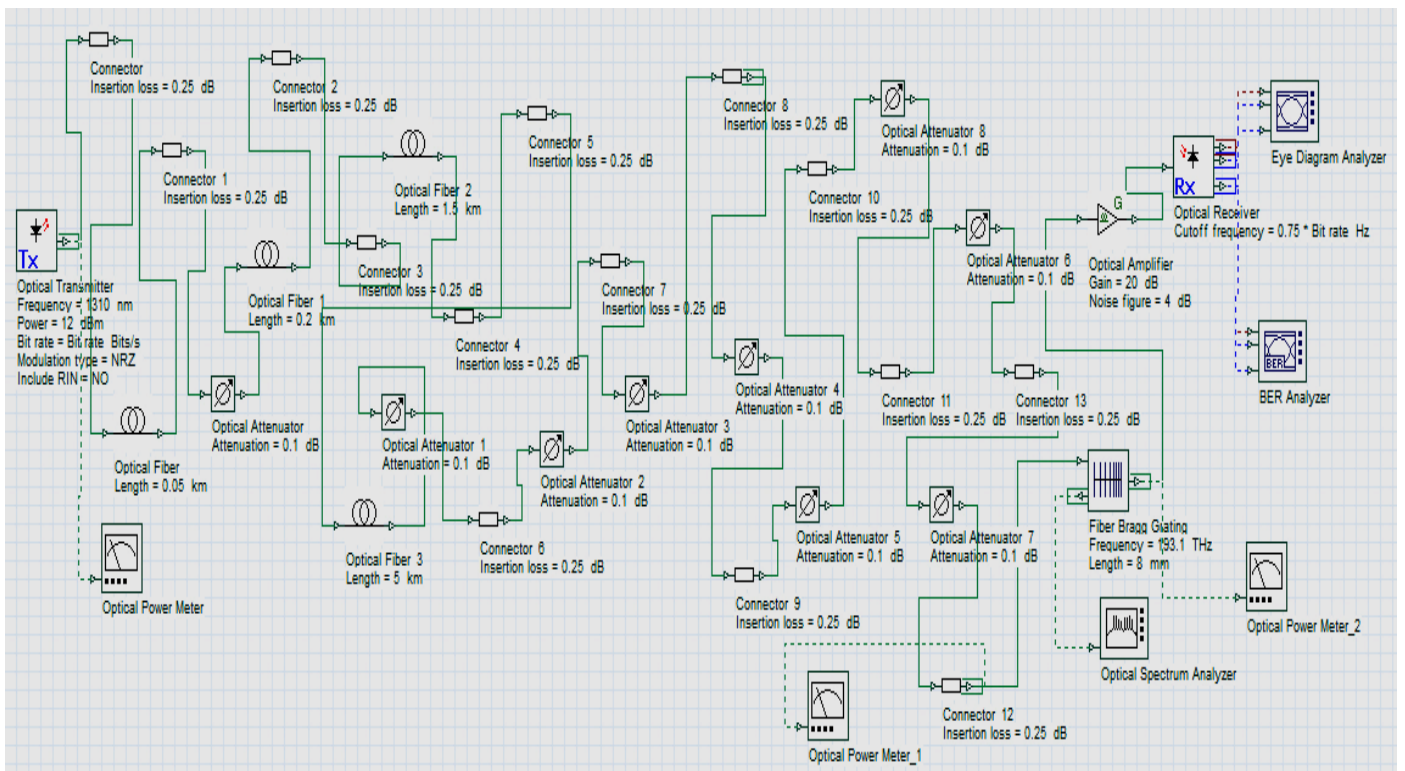 Connector
Insertion loss = 0.25 dB
Connector 2
Insertion loss = 0.25 dB
Connector 8
Insertion loss = 0.25 dB
Optical Attenuator 8
Attenuation = 0.1 dB
Connector 5
Insertion loss = 0.25 dB
Eye Diagram Analyzer
Connector 1
Insertion loss = 0.25 dB
Optical Fiber 2
Length = 1.5 km
Connector 10
Insertion loss = 0.25 dB
G
Rx
Optical Receiver
Cutoff frequency = 0.75 * Bit rate Hz
Tx
Optical Transmitter
Frequency = 1310 nm
Power = 12 dBm
Bit rate = Bit rate Bits/s
Modulation type = NRZ
Include RIN = NO
Connector 3
Insertion loss = 0.25 dB
Optical Fiber 1
Length = 0.2 km
Connector 7
Insertion loss = 0.25 dB
Optical Attenuator 6
Attenuation = 0.1 dB
Optical Amplifier
Gain = 20 dB
Noise figure = 4 dB
Connector 4
Insertion loss = 0.25 dB
BER
BER Analyzer
Optical Attenuator 4
Attenuation = 0.1 dB
Connector 11
Insertion loss = 0.25 dB
Connector 13
Insertion loss = 0.25 dB
Optical Attenuator
Attenuation = 0.1 dB
Optical Attenuator 1
Attenuation = 0.1 dB
Optical Attenuator 3
Attenuation = 0.1 dB
Optical Fiber
Length = 0.05 km
Optical Attenuator 2
Attenuation = 0.1 dB
Optical Fiber 3
Length = 5 km
Connector 6
Insertion loss = 0.25 dB
Optical Attenuator 5
Attenuation = 0.1 dB
Optical Attenuator 7
Attenuation = 0.1 dB
Fiber Bragg Grating
Frequency = 193.1 THz
Length = 8 mm
Optical Power Meter
Connector 9
Insertion loss = 0.25 dB
Optical Power Meter_2
Optical Spectrum Analyzer
Connector 12
Insertion loss = 0.25 dB
Optical Power Meter_1